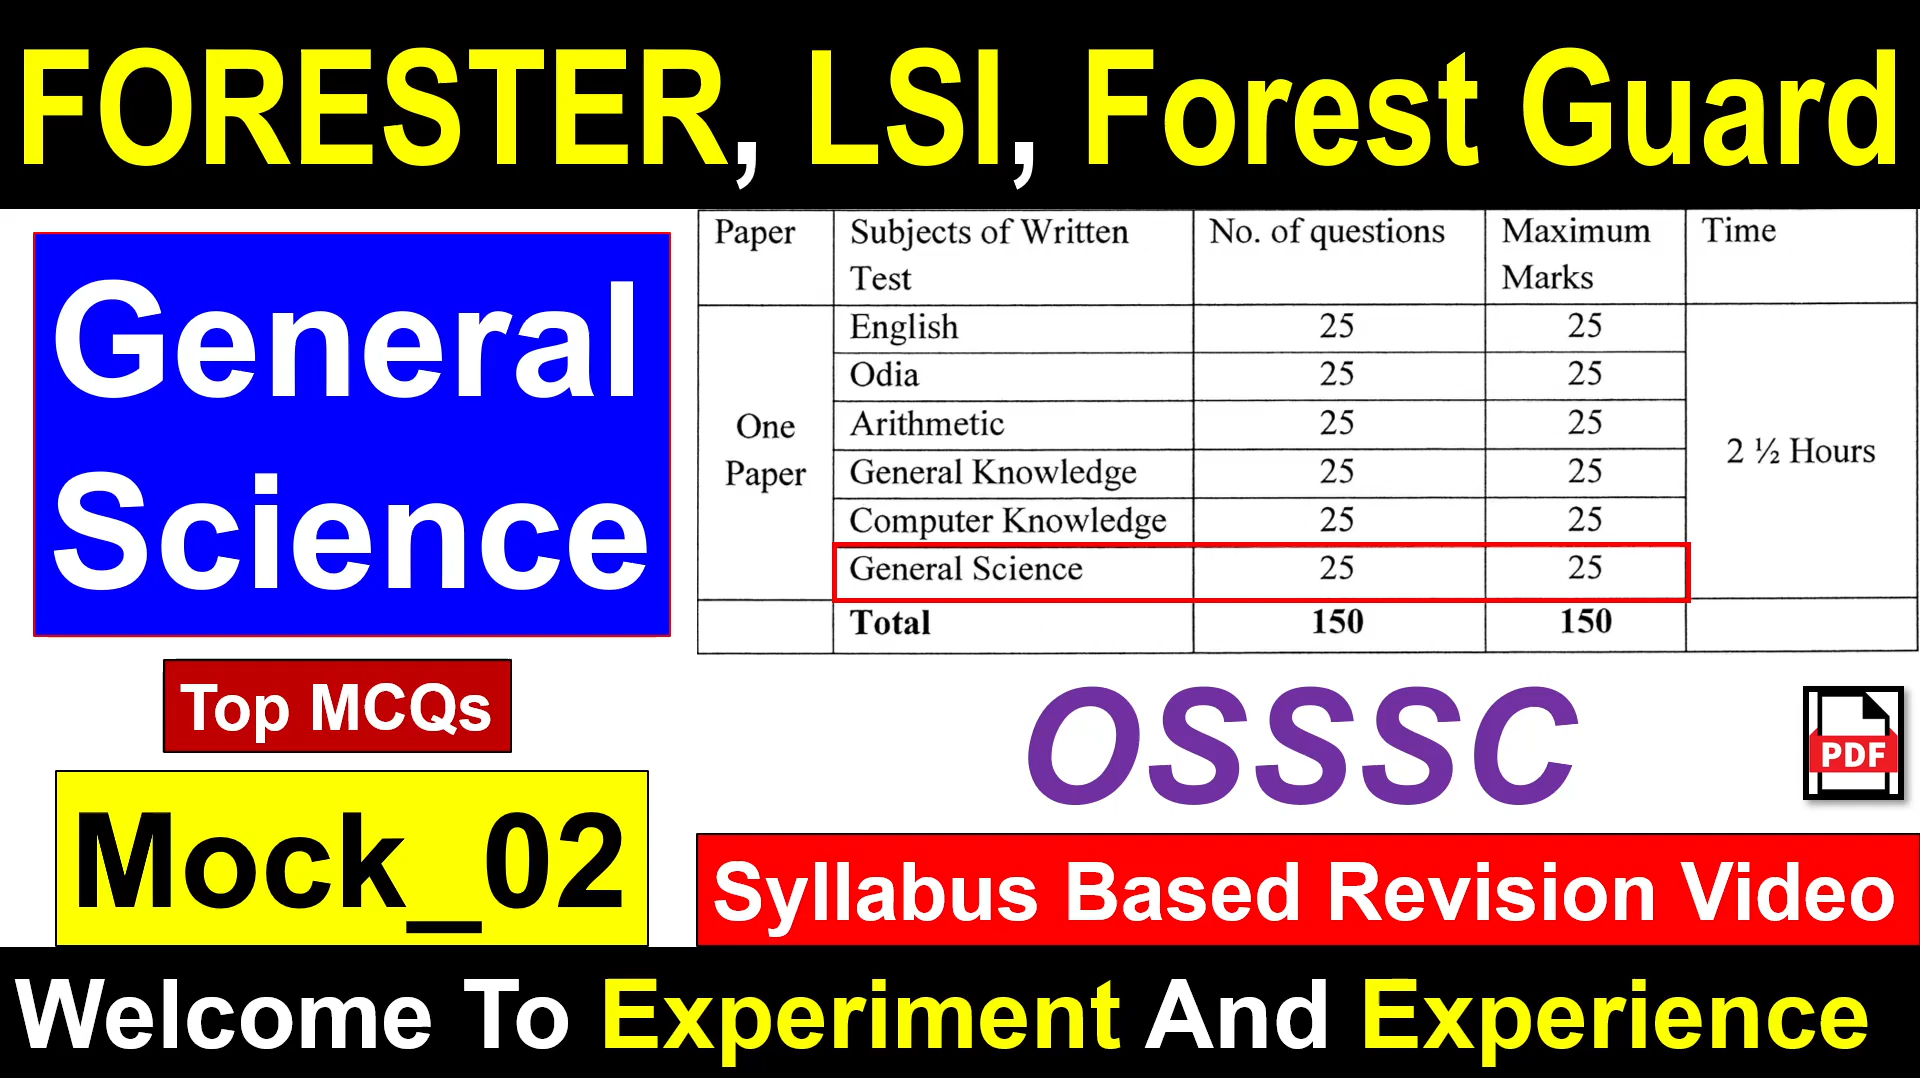 FORESTER, LSI, Forest Guard
General
Science
Top MCQs
Mock_02
Paper Subjects of Written Test No. of questions Maximum Marks Time
One Paper
English 25 25
Odia 25 25
Arithmetic 25 25
General Knowledge 25 25
Computer Knowledge 25 25
General Science 25 25
2 ½ Hours
Total 150 150
OSSSC
PDF
Syllabus Based Revision Video
Welcome To Experiment And Experience